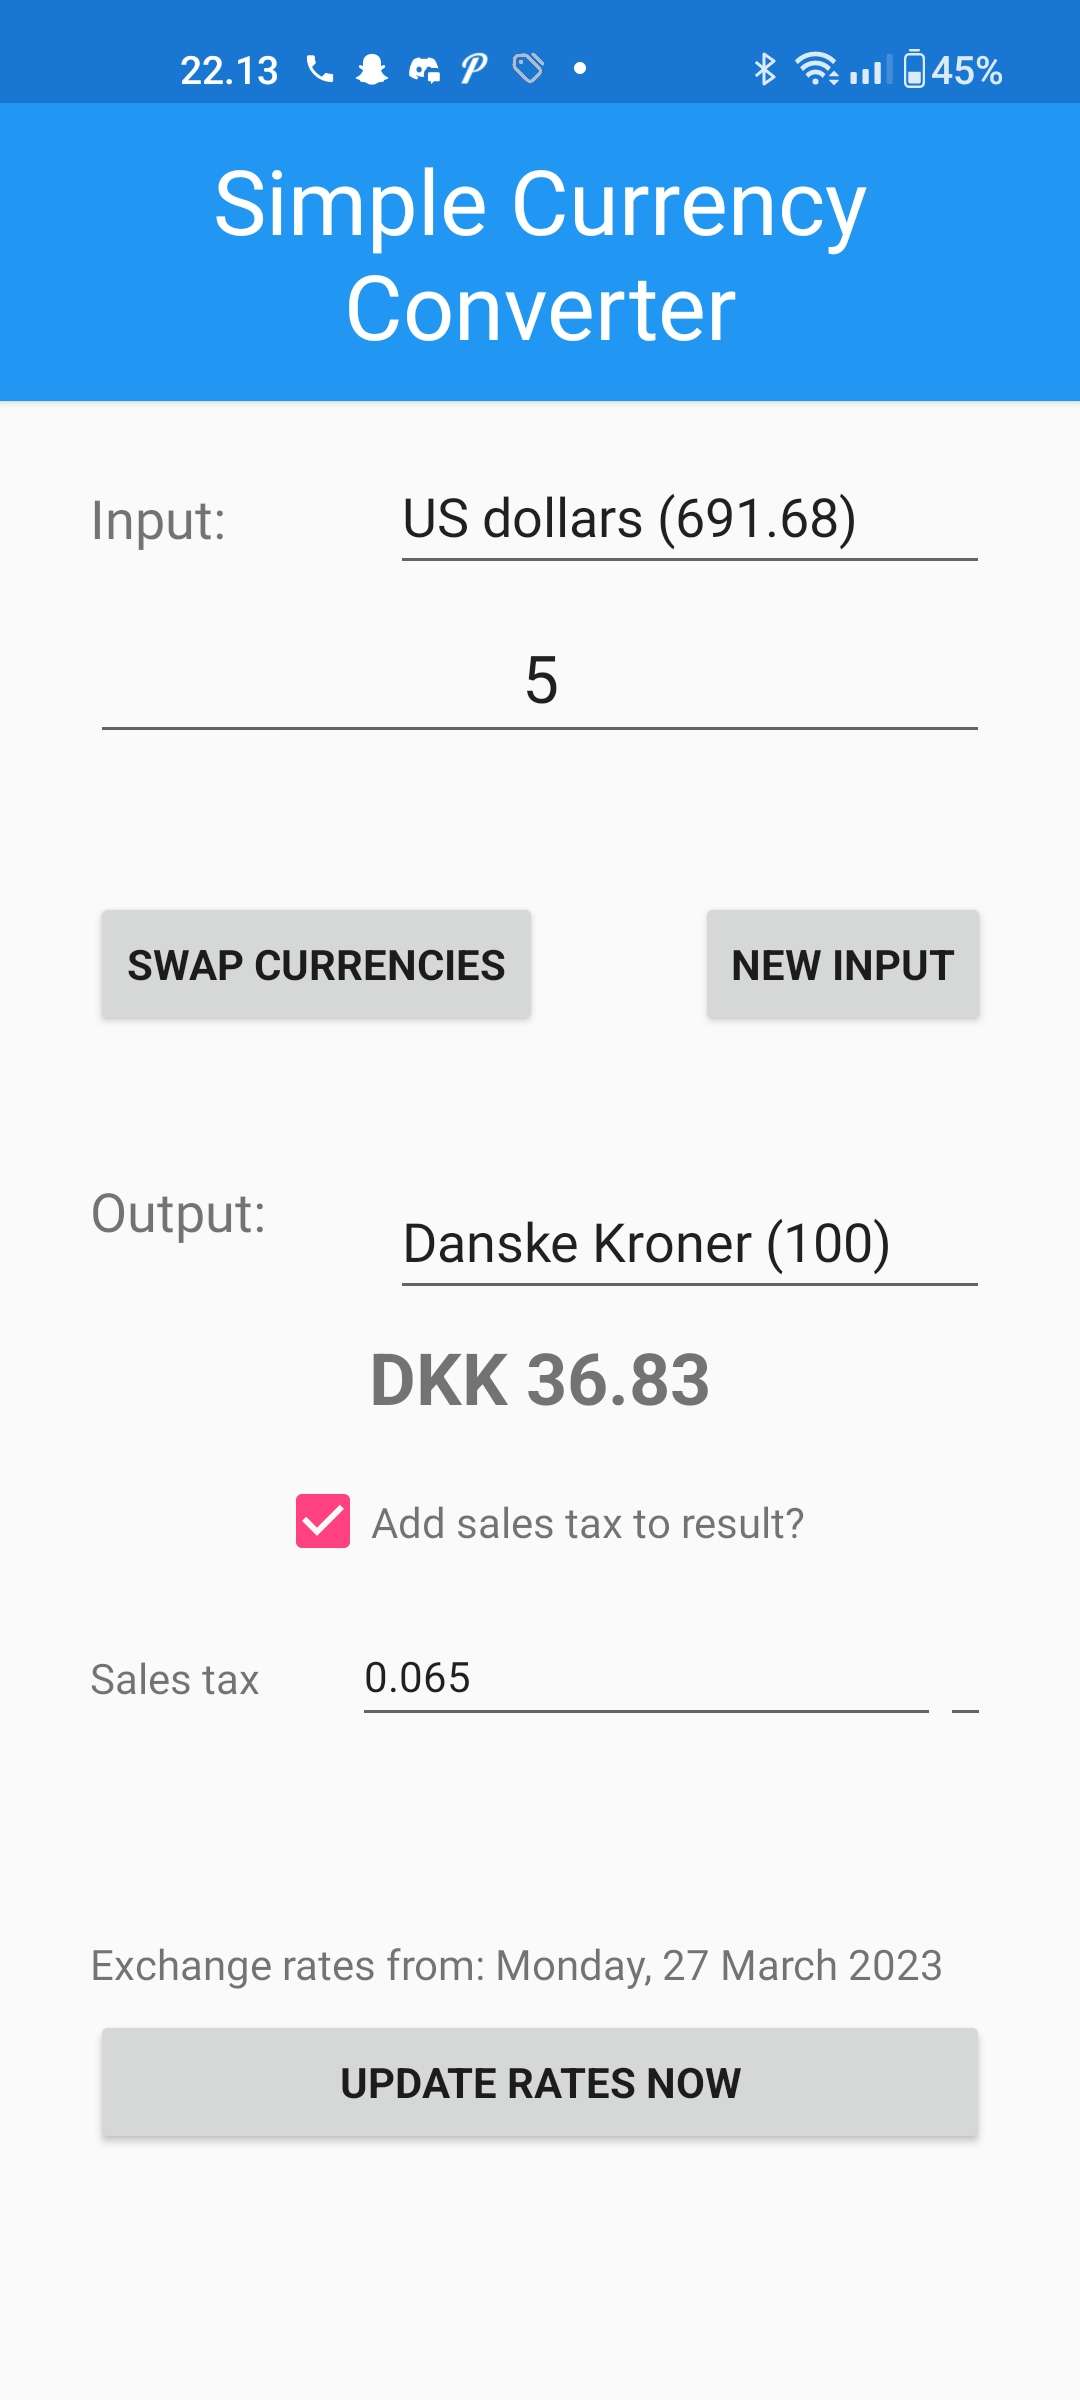 22.13 45%
Simple Currency
Converter
Input: US dollars (691.68)
5
SWAP CURRENCIES NEW INPUT
Output: Danske Kroner (100)
DKK 36.83
Add sales tax to result?
Sales tax 0.065
Exchange rates from: Monday, 27 March 2023
UPDATE RATES NOW